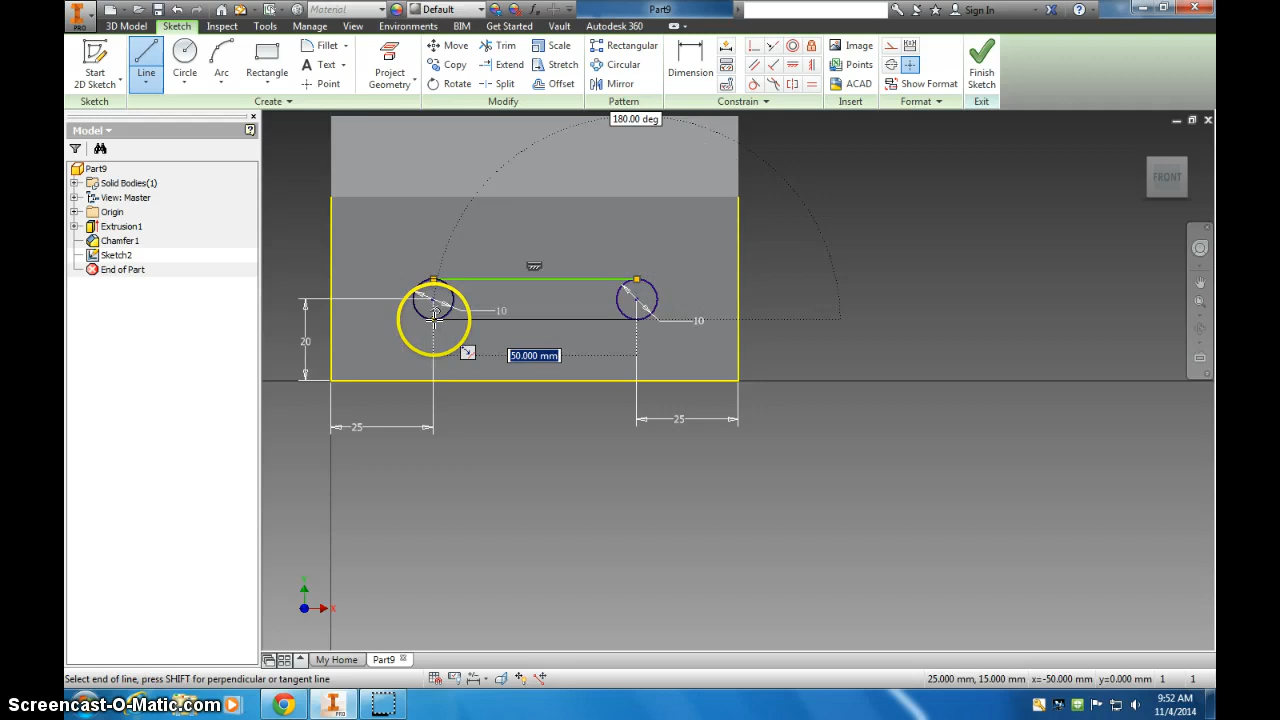 Material
Default
Part9
Sign In
PRO
3D Model Sketch Inspect Tools Manage View Environments BIM Get Started Vault Autodesk 360
Start
2D Sketch
Line
Circle
Arc
Rectangle
Fillet
Text
Point
Project
Geometry
Move
Copy
Rotate
Trim
Extend
Split
Scale
Stretch
Offset
Rectangular
Circular
Mirror
Dimension
Image
Points
ACAD
Show Format
Finish
Sketch
Sketch Create Modify Pattern Constrain Insert Format Exit
Model
Part9
Solid Bodies(1)
View: Master
Origin
Extrusion1
Chamfer1
Sketch2
End of Part
180.00 deg
FRONT
10
10
20
50.000 mm
25
25
X
My Home Part9
Select end of line, press SHIFT for perpendicular or tangent line
25.000 mm, 15.000 mm x=-50.000 mm y=0.000 mm 1 1
Screencast-O-Matic.com
PRO
9:52 AM
11/4/2014